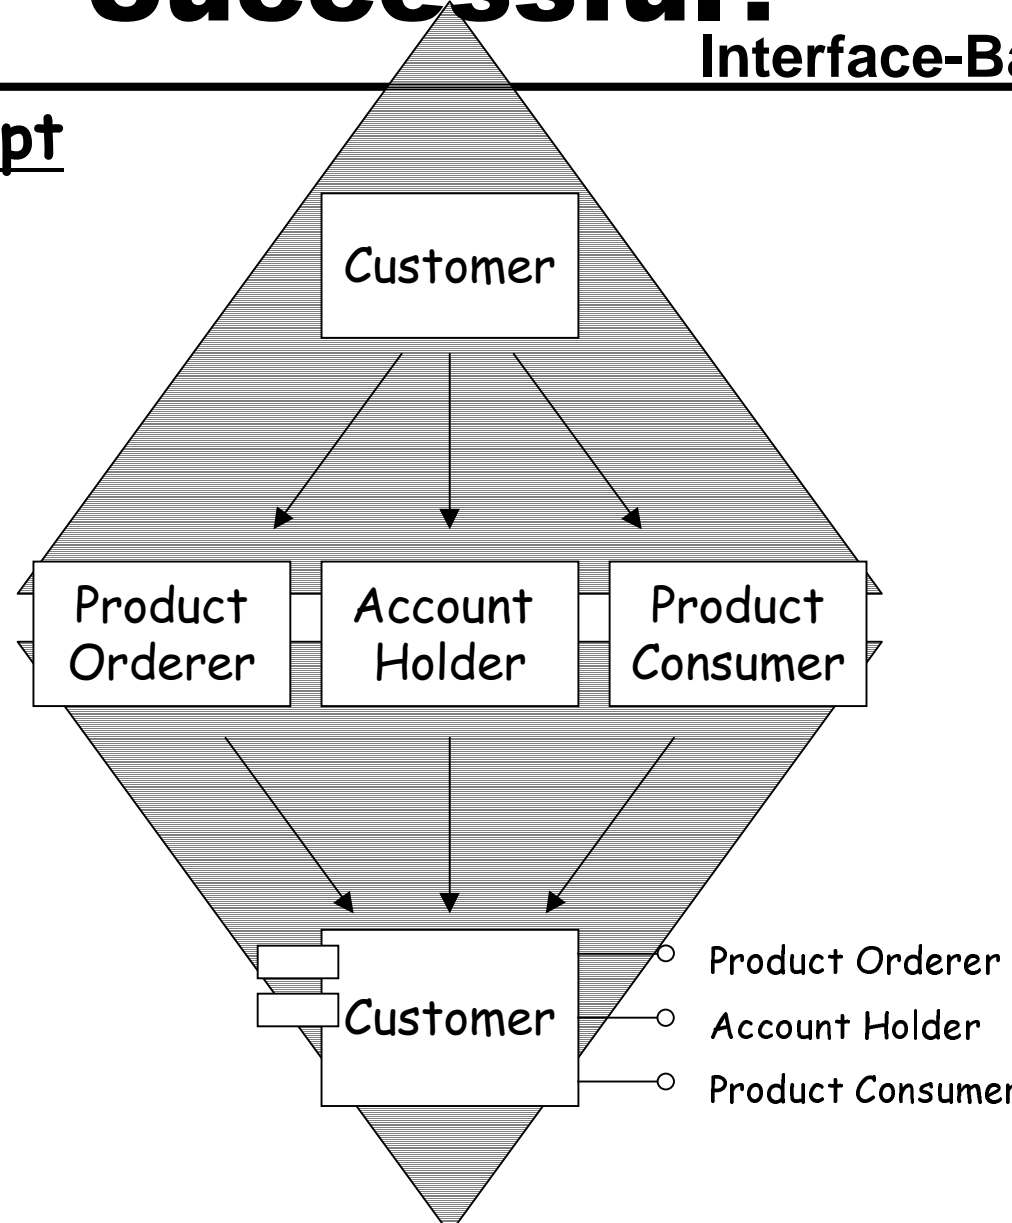 Interface-Ba
pt
Customer
Product
Orderer
Account
Holder
Product
Consumer
Customer
Product Orderer
Account Holder
Product Consumer